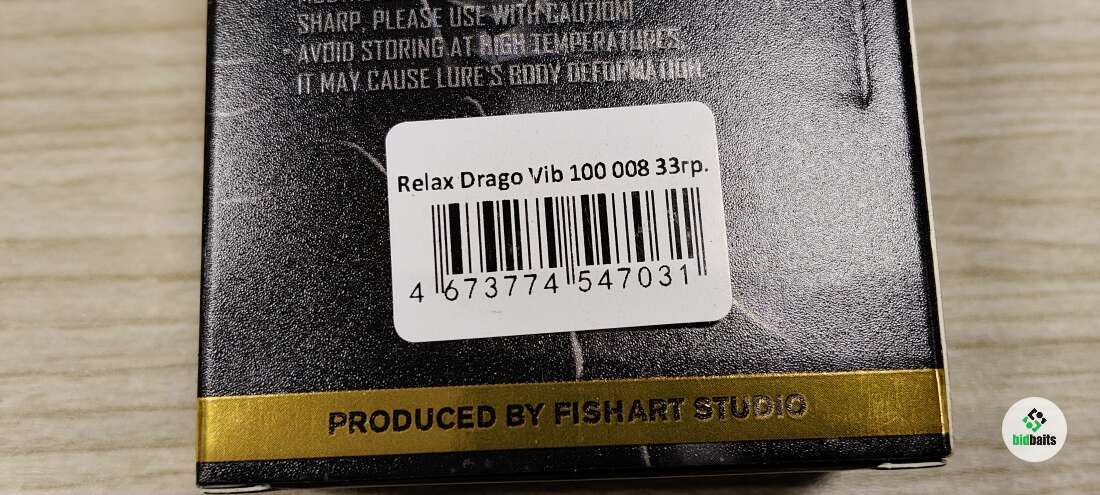 SHARP, PLEASE USE WITH CAUTION!
- AVOID STORING AT HIGH TEMPERATURES,
IT MAY CAUSE LURE'S BODY DEFORMATION
Relax Drago Vib 100 008 33гр.
4 673774 547031
PRODUCED BY FISHART STUDIO
bidbaits